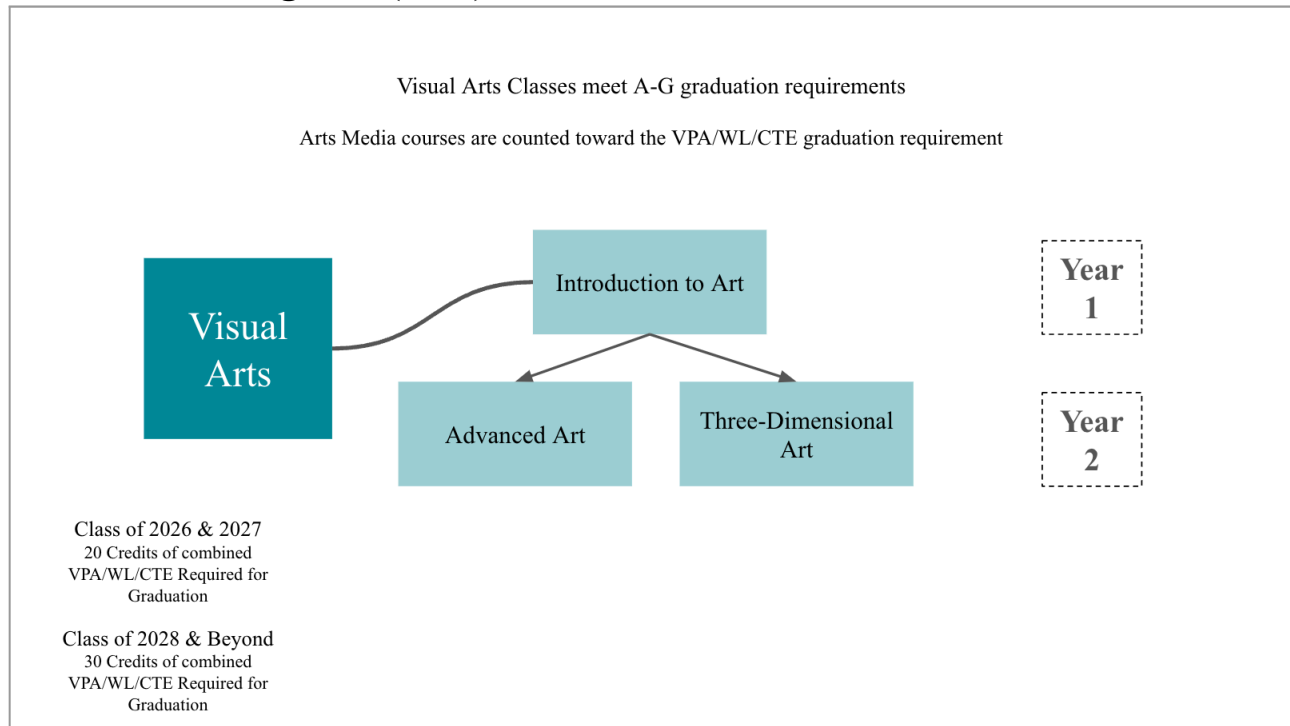 Visual Arts Classes meet A-G graduation requirements
Arts Media courses are counted toward the VPA/WL/CTE graduation requirement
Visual
Arts
Introduction to Art
Year
1
Advanced Art
Three-Dimensional
Art
Year
2
Class of 2026 & 2027
20 Credits of combined
VPA/WL/CTE Required for
Graduation
Class of 2028 & Beyond
30 Credits of combined
VPA/WL/CTE Required for
Graduation